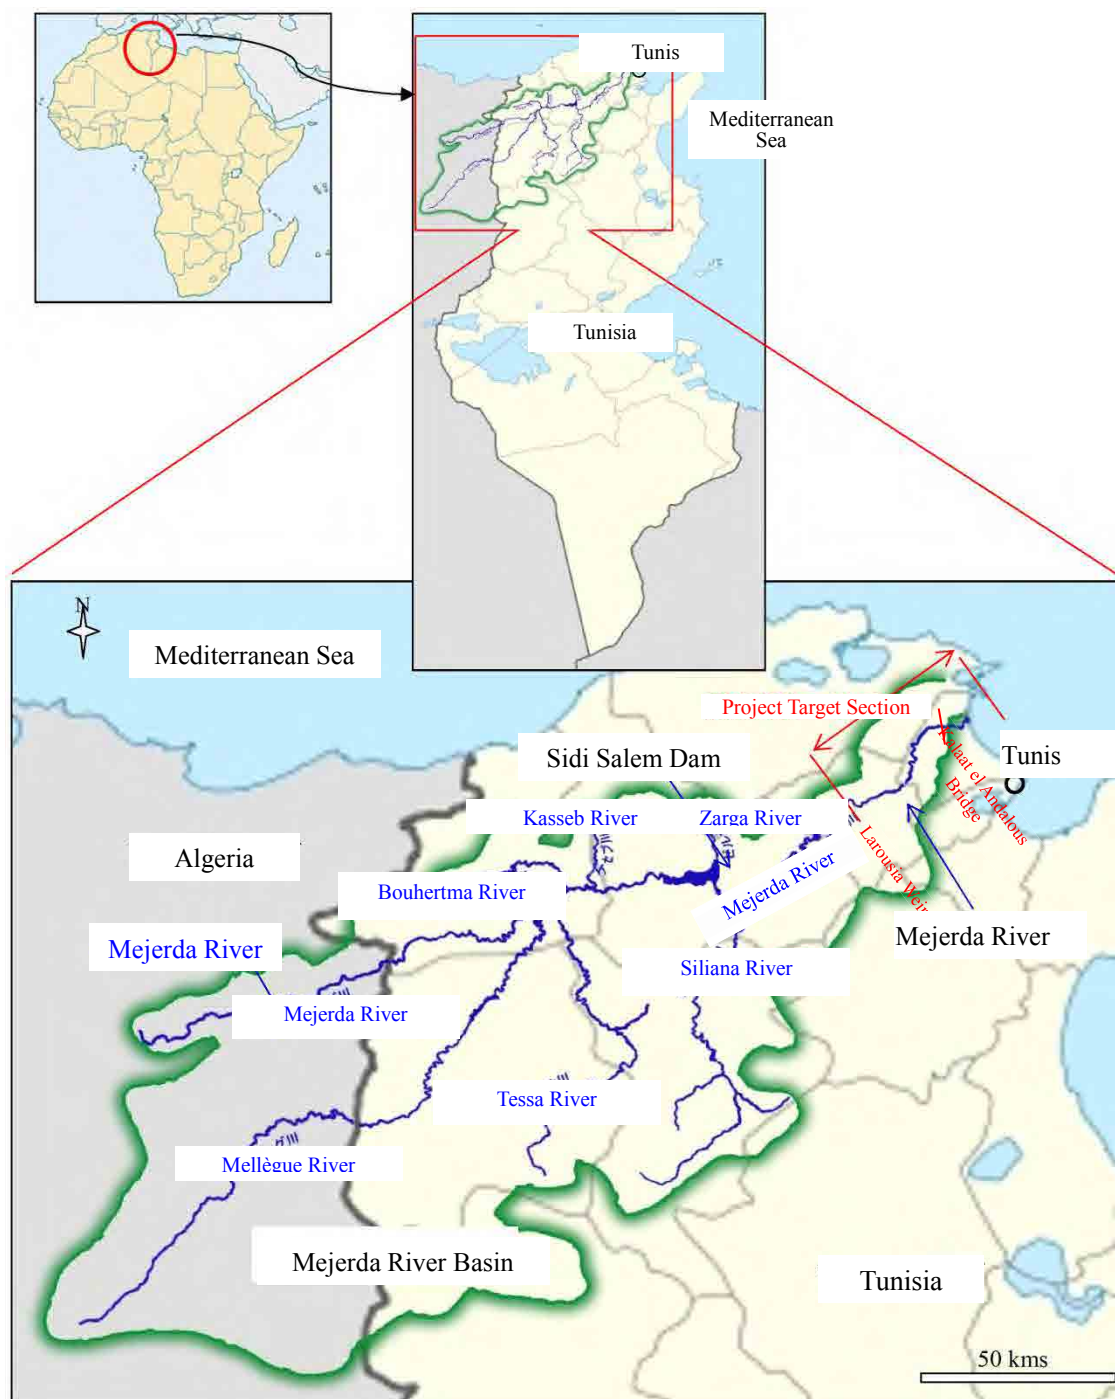 Tunis
Mediterranean
Sea
Tunisia
N
Mediterranean Sea
Project Target Section
Kalaat el Andalous
Bridge
Tunis
Sidi Salem Dam
Kasseb River
Zarga River
Algeria
Larousia Weir
Bouhertma River
Mejerda River
Mejerda River
Mejerda River
Siliana River
Mejerda River
Tessa River
Mellègue River
Mejerda River Basin
Tunisia
50 kms